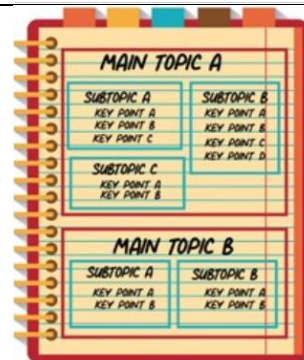 MAIN TOPIC A
SUBTOPIC A
KEY POINT A
KEY POINT B
KEY POINT C
SUBTOPIC B
KEY POINT A
KEY POINT B
KEY POINT C
KEY POINT D
SUBTOPIC C
KEY POINT A
KEY POINT B
MAIN TOPIC B
SUBTOPIC A
KEY POINT A
KEY POINT B
SUBTOPIC B
KEY POINT A
KEY POINT B